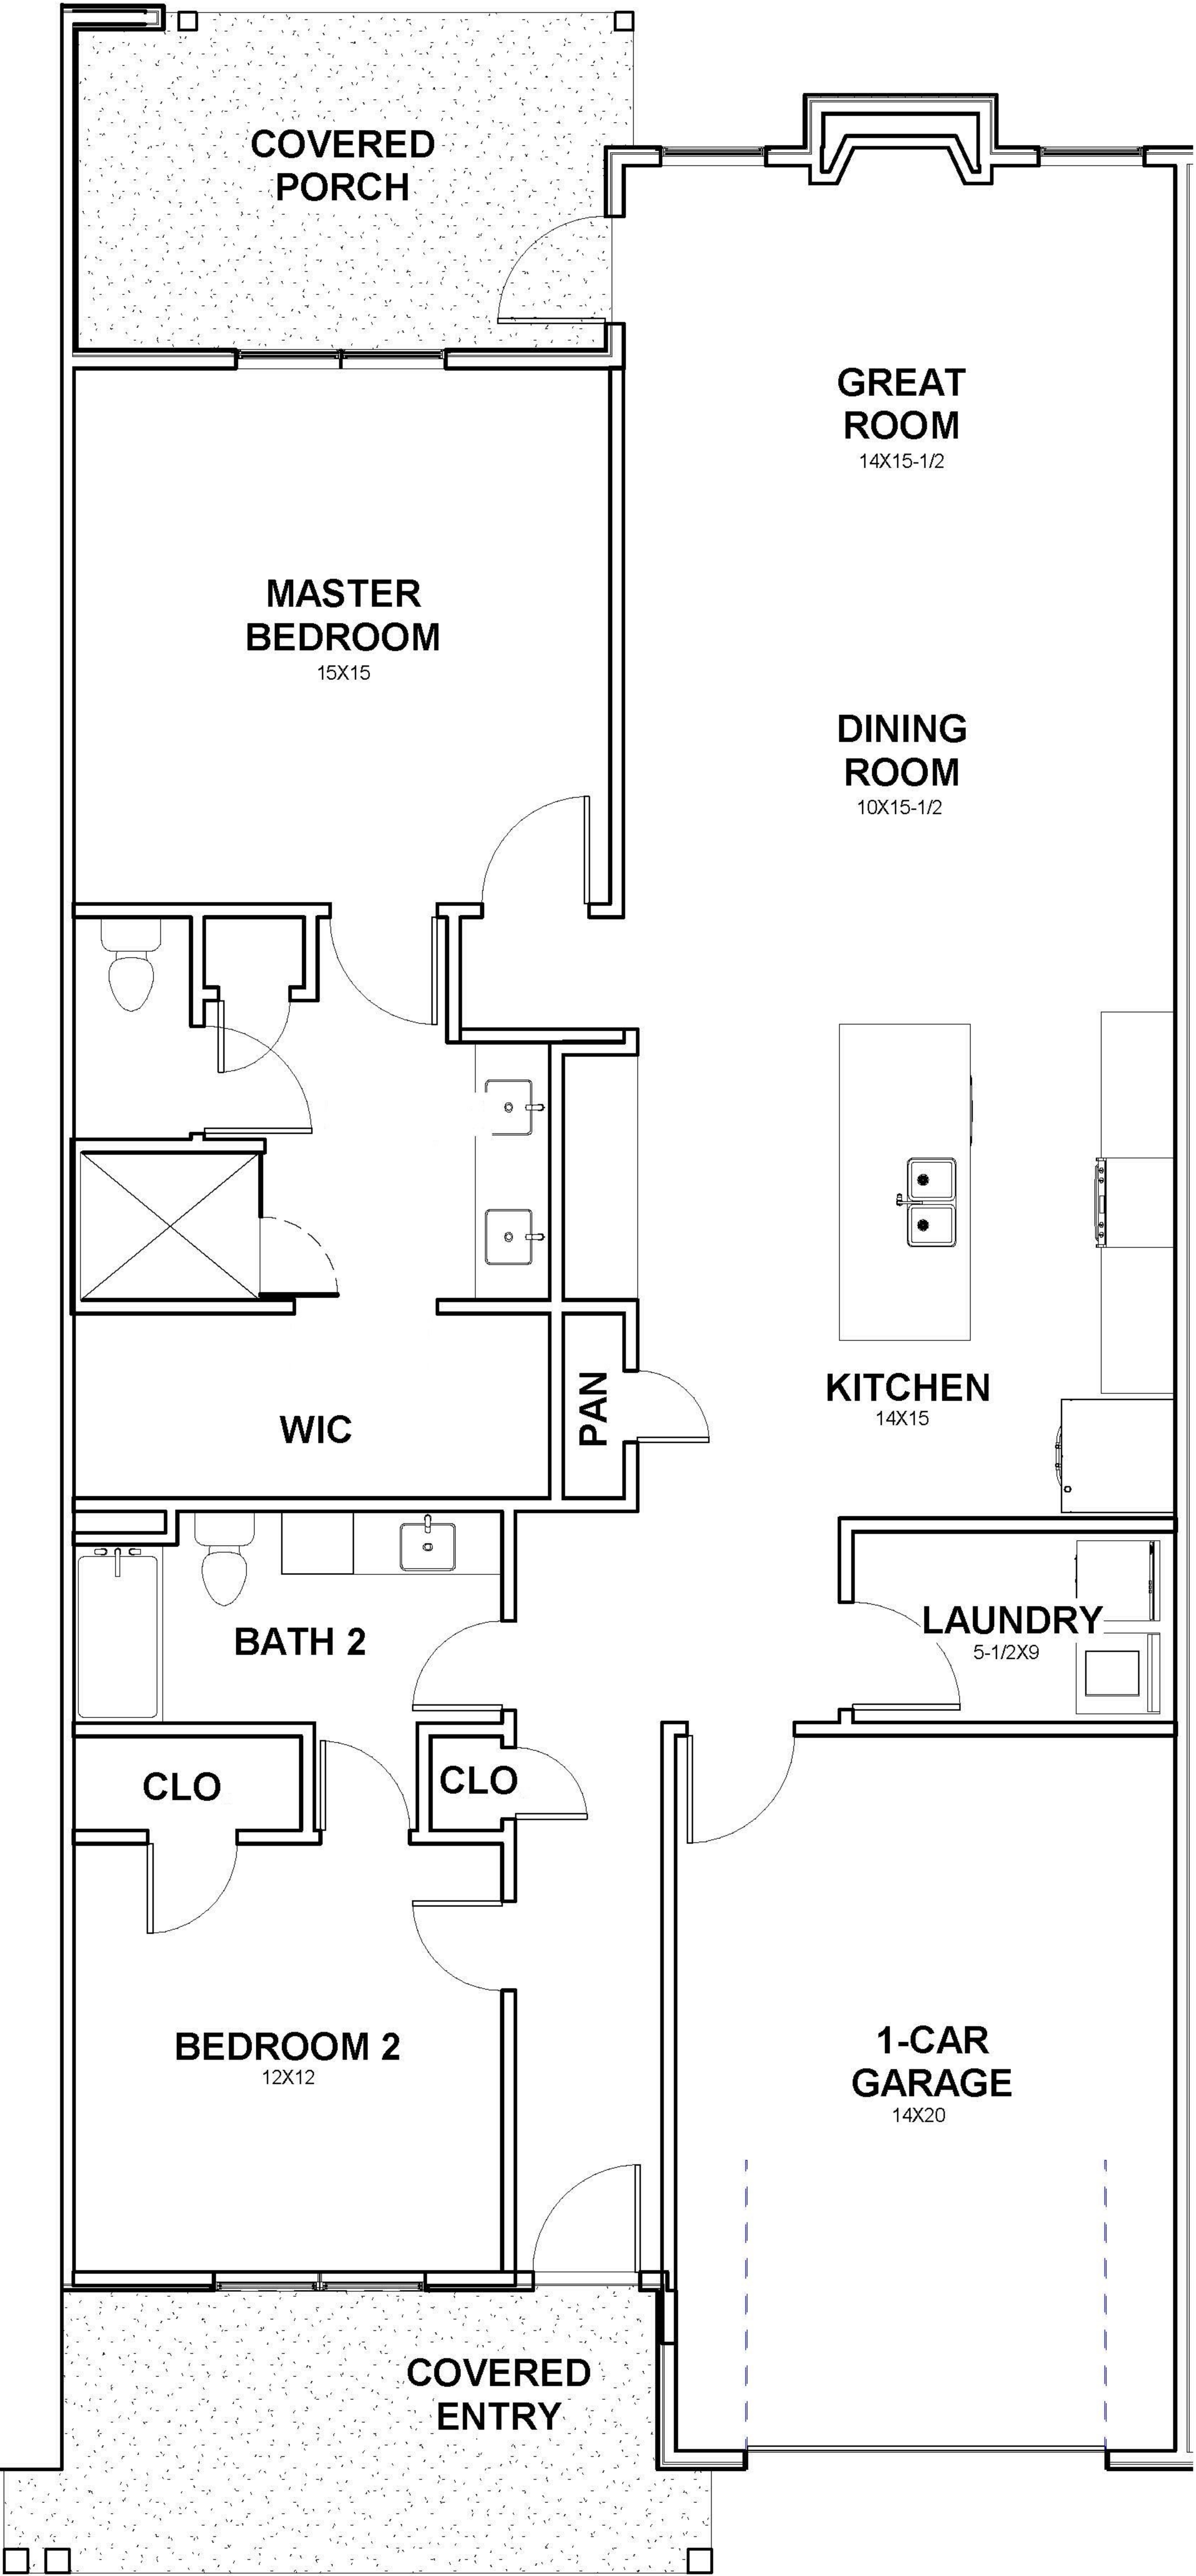 COVERED
PORCH
GREAT
ROOM
14X15-1/2
MASTER
BEDROOM
15X15
DINING
ROOM
10X15-1/2
KITCHEN
14X15
PAN
WIC
LAUNDRY
5-1/2X9
BATH 2
CLO
CLO
BEDROOM 2
12X12
1-CAR
GARAGE
14X20
COVERED
ENTRY